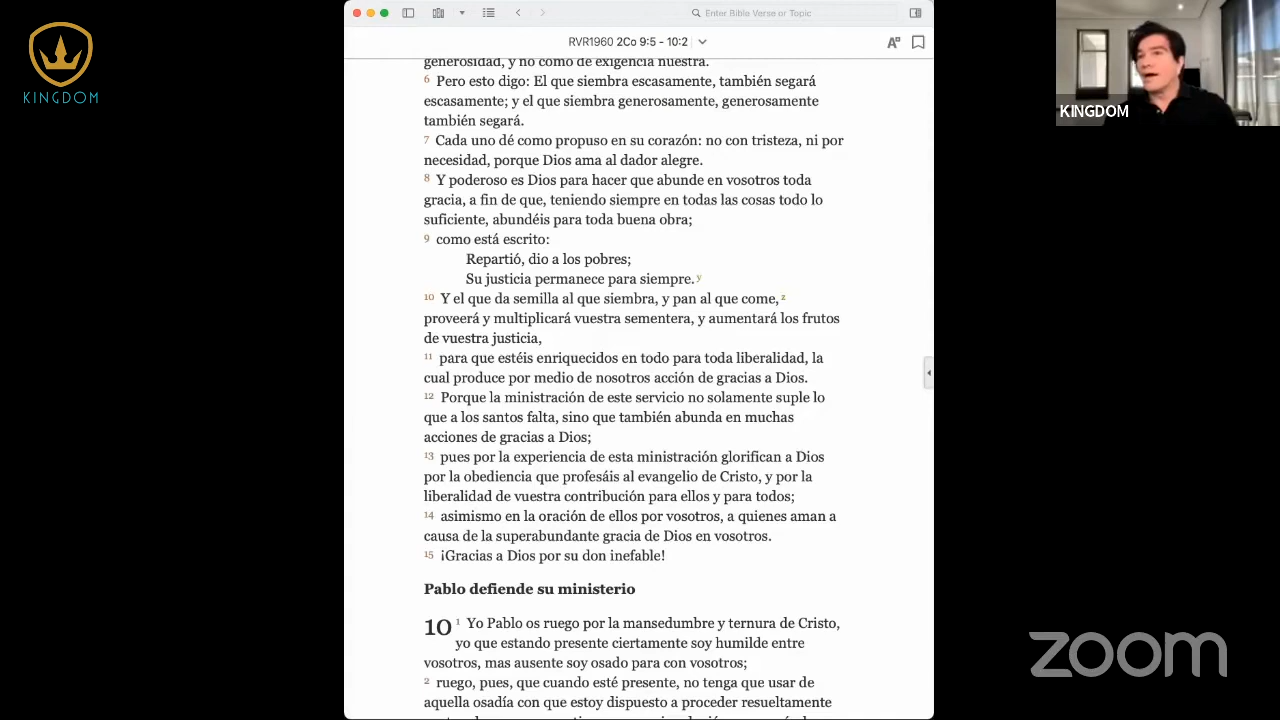 KINGDOM
Enter Bible Verse or Topic
RVR1960 2Co 9:5 - 10:2
generosidad, y no como de exigencia nuestra.
6 Pero esto digo: El que siembra escasamente, también segará
escasamente; y el que siembra generosamente, generosamente
también segará.
7 Cada uno dé como propuso en su corazón: no con tristeza, ni por
necesidad, porque Dios ama al dador alegre.
8 Y poderoso es Dios para hacer que abunde en vosotros toda
gracia, a fin de que, teniendo siempre en todas las cosas todo lo
suficiente, abundéis para toda buena obra;
9 como está escrito:
Repartió, dio a los pobres;
Su justicia permanece para siempre. y
10 Y el que da semilla al que siembra, y pan al que come, z
proveerá y multiplicará vuestra sementera, y aumentará los frutos
de vuestra justicia,
11 para que estéis enriquecidos en todo para toda liberalidad, la
cual produce por medio de nosotros acción de gracias a Dios.
12 Porque la ministración de este servicio no solamente suple lo
que a los santos falta, sino que también abunda en muchas
acciones de gracias a Dios;
13 pues por la experiencia de esta ministración glorifican a Dios
por la obediencia que profesáis al evangelio de Cristo, y por la
liberalidad de vuestra contribución para ellos y para todos;
14 asimismo en la oración de ellos por vosotros, a quienes aman a
causa de la superabundante gracia de Dios en vosotros.
15 ¡Gracias a Dios por su don inefable!
Pablo defiende su ministerio
10 1 Yo Pablo os ruego por la mansedumbre y ternura de Cristo,
yo que estando presente ciertamente soy humilde entre
vosotros, mas ausente soy osado para con vosotros;
2 ruego, pues, que cuando esté presente, no tenga que usar de
aquella osadía con que estoy dispuesto a proceder resueltamente
KINGDOM
zoom